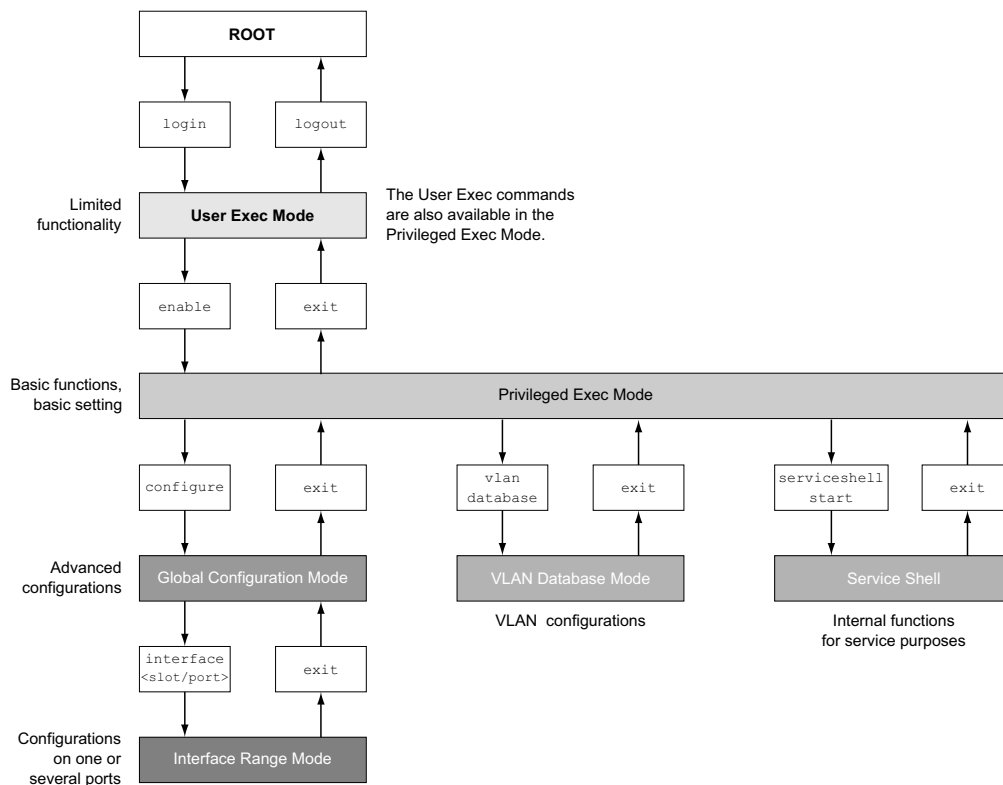 ROOT
login
logout
Limited
functionality
User Exec Mode
The User Exec commands
are also available in the
Privileged Exec Mode.
enable
exit
Basic functions,
basic setting
Privileged Exec Mode
configure
exit
vlan
database
exit
serviceshell
start
exit
Advanced
configurations
Global Configuration Mode
VLAN Database Mode
Service Shell
VLAN configurations
Internal functions
for service purposes
interface
<slot/port>
exit
Configurations
on one or
several ports
Interface Range Mode